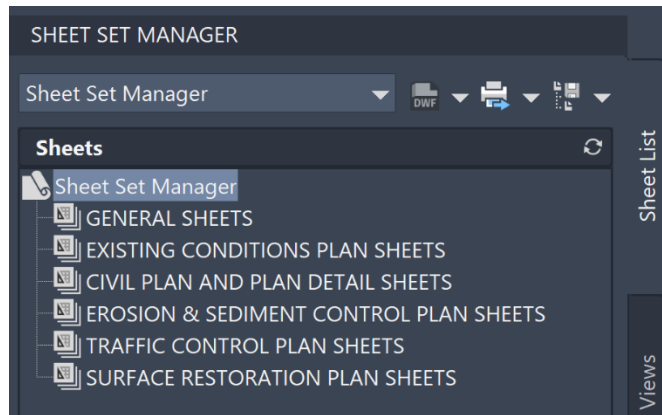 SHEET SET MANAGER
Sheet Set Manager
DWF
Sheets
Sheet Set Manager
GENERAL SHEETS
EXISTING CONDITIONS PLAN SHEETS
CIVIL PLAN AND PLAN DETAIL SHEETS
EROSION & SEDIMENT CONTROL PLAN SHEETS
TRAFFIC CONTROL PLAN SHEETS
SURFACE RESTORATION PLAN SHEETS
Sheet List
Views